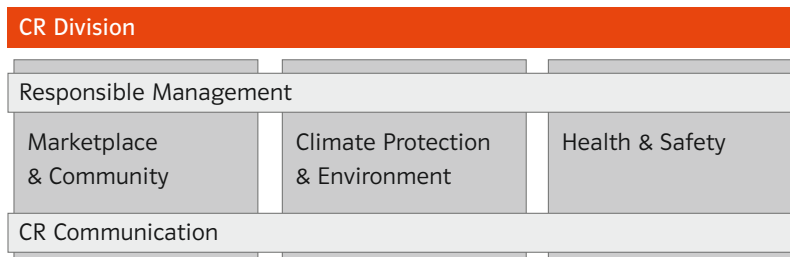 CR Division
Responsible Management
Marketplace
& Community
Climate Protection
& Environment
Health & Safety
CR Communication